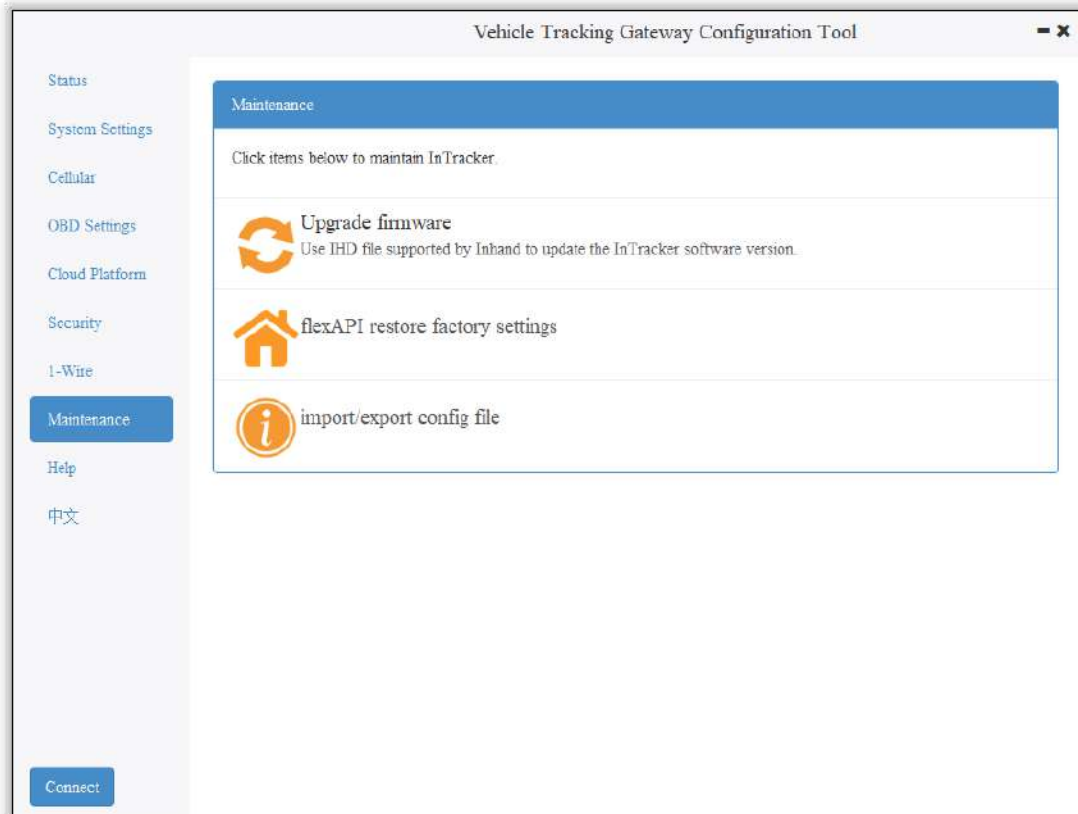 Vehicle Tracking Gateway Configuration Tool
Status
System Settings
Cellular
OBD Settings
Cloud Platform
Security
1-Wire
Maintenance
Help
中文
Connect
Maintenance
Click items below to maintain InTracker.
Upgrade firmware
Use IHD file supported by Inhand to update the InTracker software version.
flexAPI restore factory settings
import/export config file